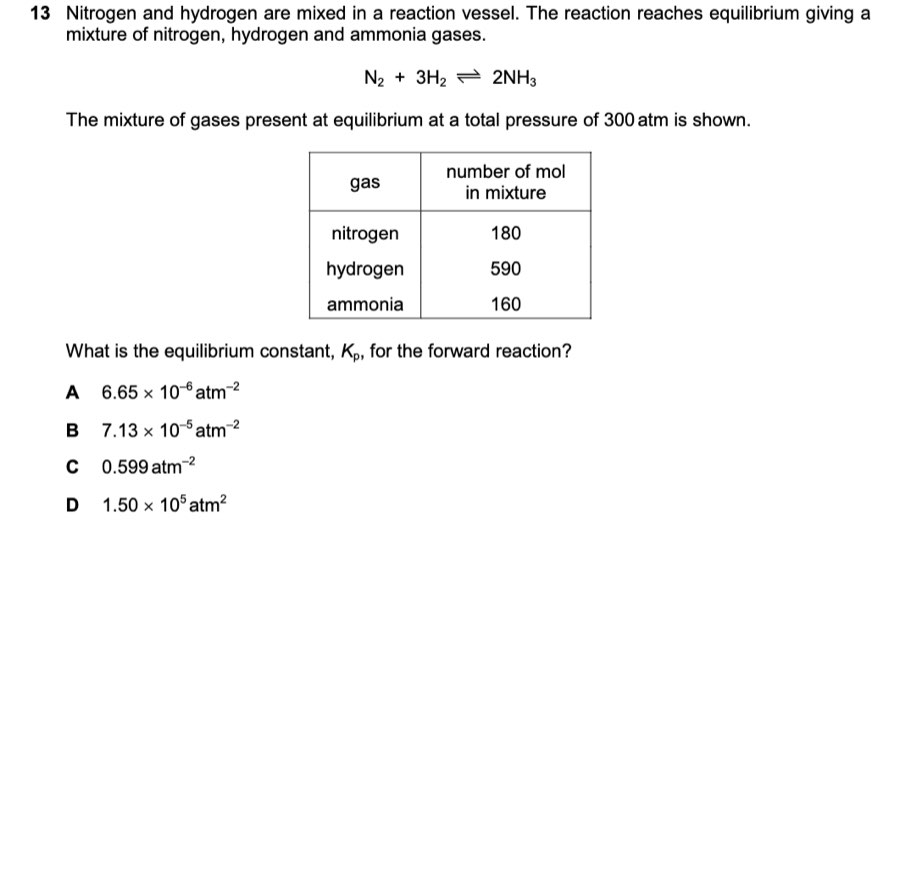 13 Nitrogen and hydrogen are mixed in a reaction vessel. The reaction reaches equilibrium giving a
mixture of nitrogen, hydrogen and ammonia gases.
N₂ + 3H₂ ⇌ 2NH₃
The mixture of gases present at equilibrium at a total pressure of 300 atm is shown.
gas number of mol
in mixture
nitrogen 180
hydrogen 590
ammonia 160
What is the equilibrium constant, Kₚ, for the forward reaction?
A 6.65 × 10⁻⁶ atm⁻²
B 7.13 × 10⁻⁵ atm⁻²
C 0.599 atm⁻²
D 1.50 × 10⁵ atm²